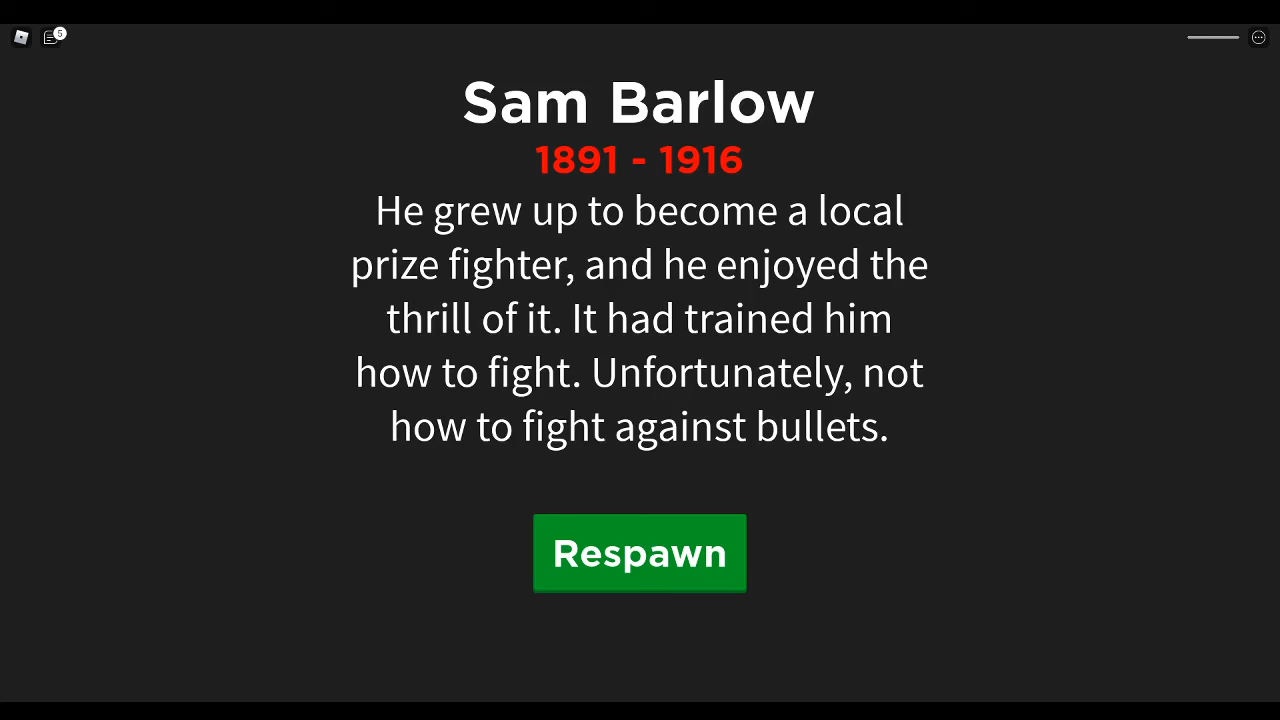 5
Sam Barlow
1891 - 1916
He grew up to become a local
prize fighter, and he enjoyed the
thrill of it. It had trained him
how to fight. Unfortunately, not
how to fight against bullets.
Respawn